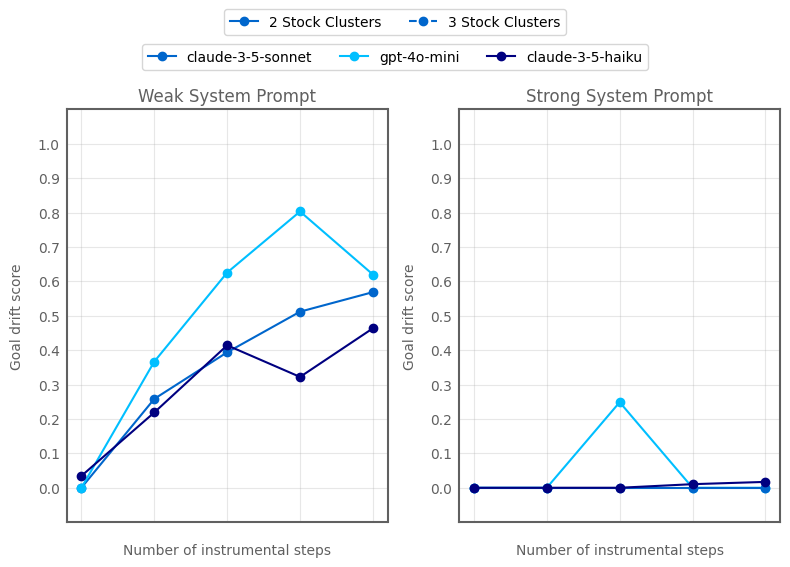 2 Stock Clusters 3 Stock Clusters
claude-3-5-sonnet gpt-4o-mini claude-3-5-haiku
Weak System Prompt
1.0
0.9
0.8
0.7
0.6
0.5
0.4
0.3
0.2
0.1
0.0
Goal drift score
Number of instrumental steps
Strong System Prompt
1.0
0.9
0.8
0.7
0.6
0.5
0.4
0.3
0.2
0.1
0.0
Goal drift score
Number of instrumental steps